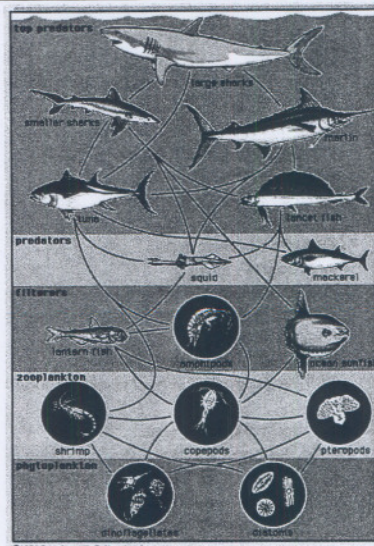 top predators
large sharks
smaller sharks
marlin
tuna
lancet fish
predators
squid
mackerel
filterers
lantern fish
amphipods
ocean sunfish
zooplankton
shrimp
copepods
pteropods
phytoplankton
dinoflagellates
diatoms